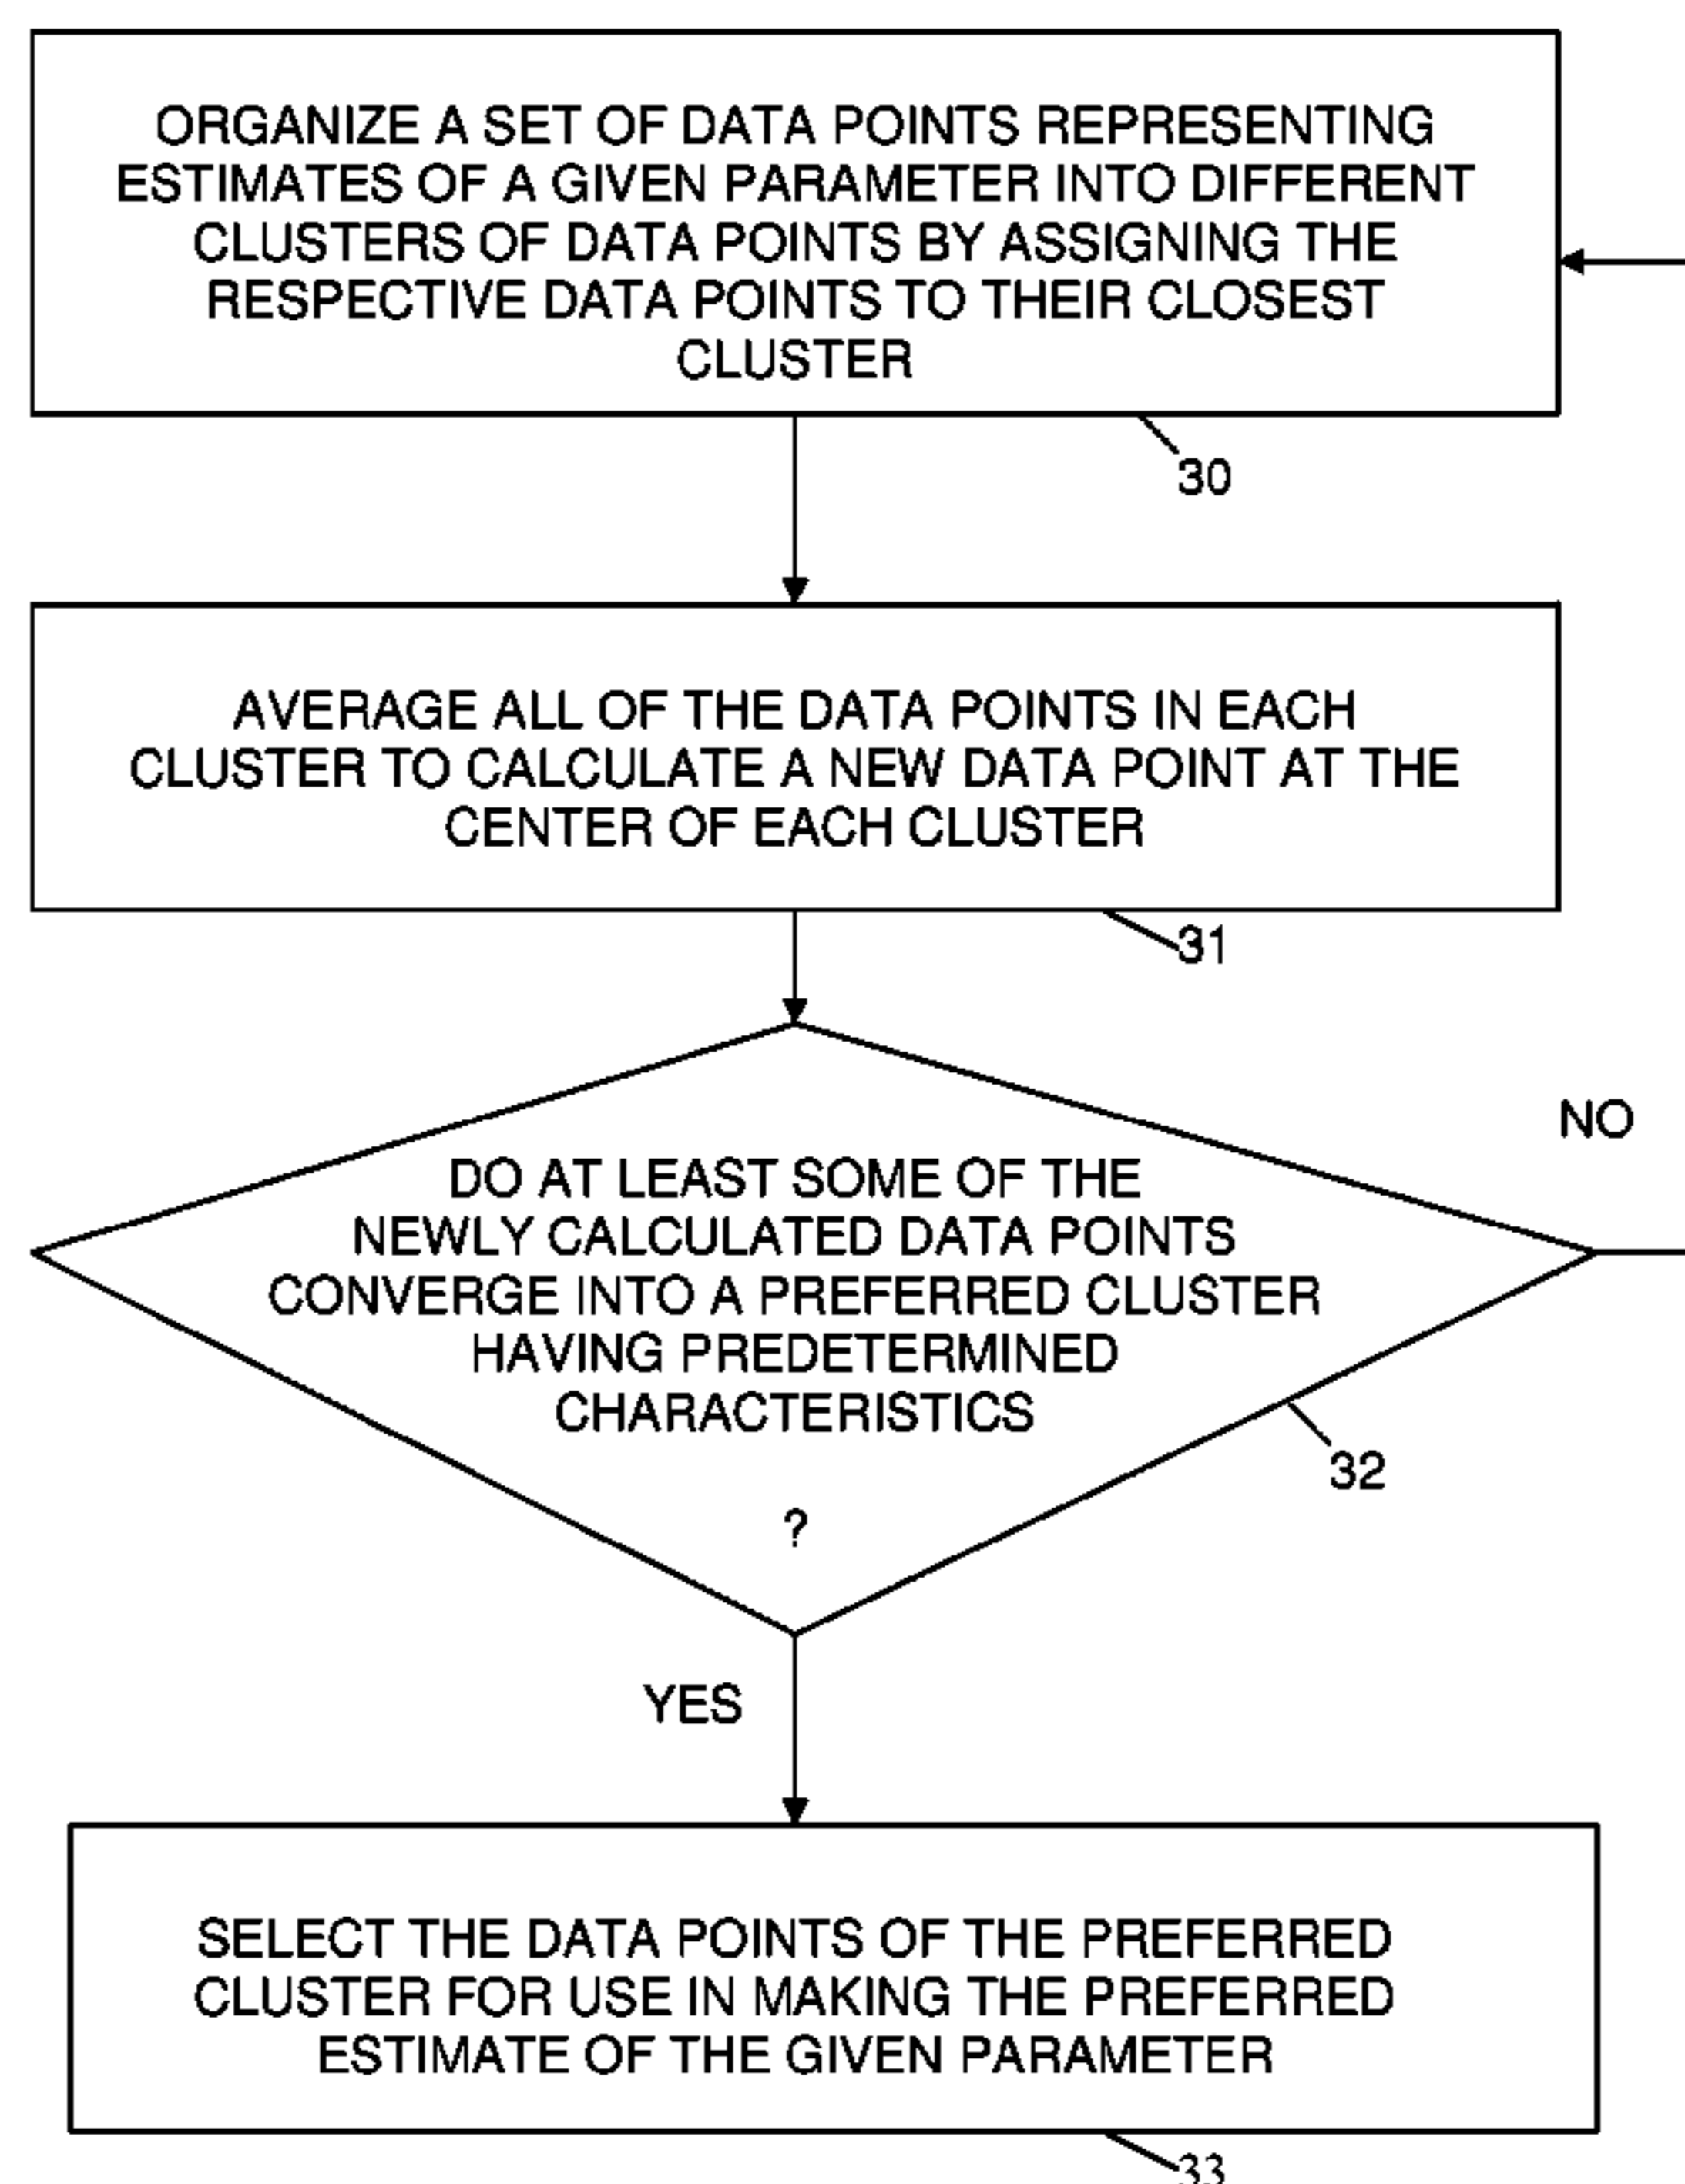 ORGANIZE A SET OF DATA POINTS REPRESENTING
ESTIMATES OF A GIVEN PARAMETER INTO DIFFERENT
CLUSTERS OF DATA POINTS BY ASSIGNING THE
RESPECTIVE DATA POINTS TO THEIR CLOSEST
CLUSTER
30
AVERAGE ALL OF THE DATA POINTS IN EACH
CLUSTER TO CALCULATE A NEW DATA POINT AT THE
CENTER OF EACH CLUSTER
31
NO
DO AT LEAST SOME OF THE
NEWLY CALCULATED DATA POINTS
CONVERGE INTO A PREFERRED CLUSTER
HAVING PREDETERMINED
CHARACTERISTICS
32
?
YES
SELECT THE DATA POINTS OF THE PREFERRED
CLUSTER FOR USE IN MAKING THE PREFERRED
ESTIMATE OF THE GIVEN PARAMETER
33